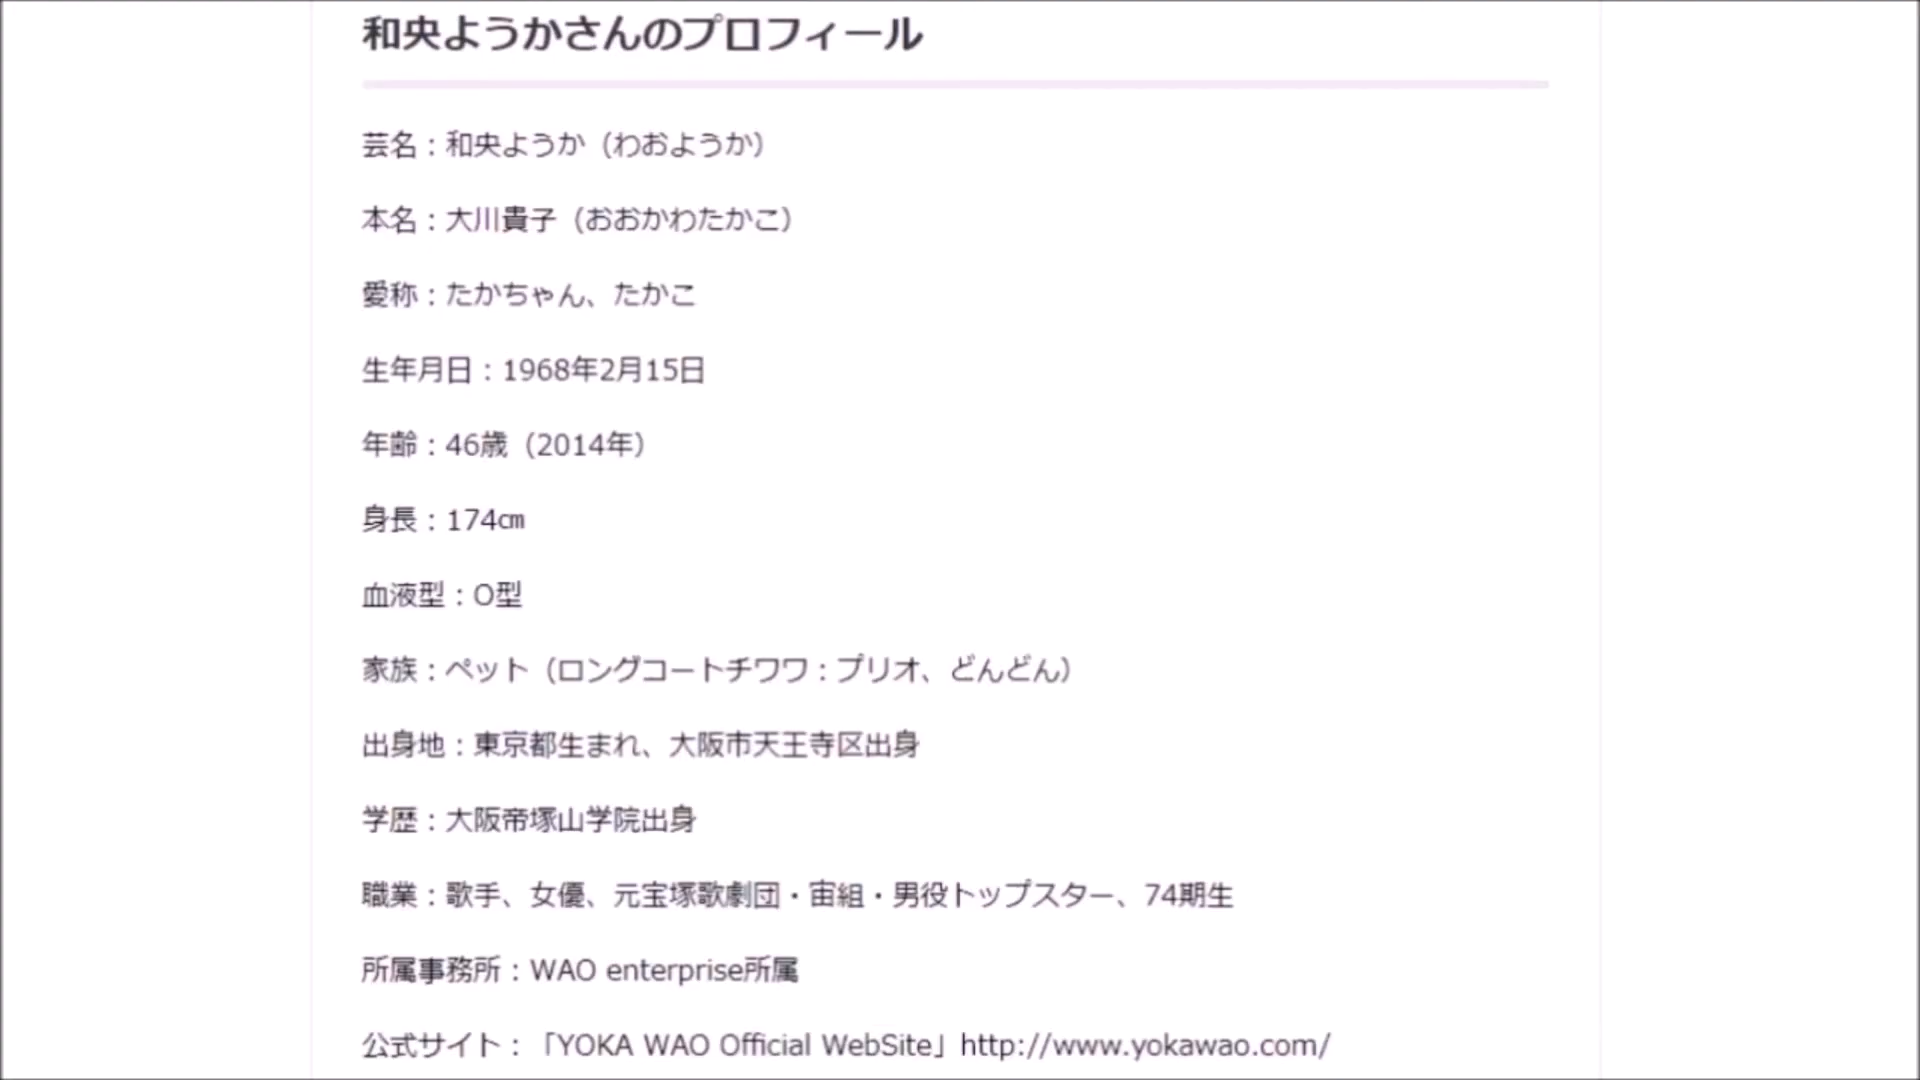 和央ようかさんのプロフィール
芸名：和央ようか（わおようか）
本名：大川貴子（おおかわたかこ）
愛称：たかちゃん、たかこ
生年月日：1968年2月15日
年齢：46歳（2014年）
身長：174㎝
血液型：O型
家族：ペット（ロングコートチワワ：プリオ、どんどん）
出身地：東京都生まれ、大阪市天王寺区出身
学歴：大阪帝塚山学院出身
職業：歌手、女優、元宝塚歌劇団・宙組・男役トップスター、74期生
所属事務所：WAO enterprise所属
公式サイト：「YOKA WAO Official WebSite」http://www.yokawao.com/